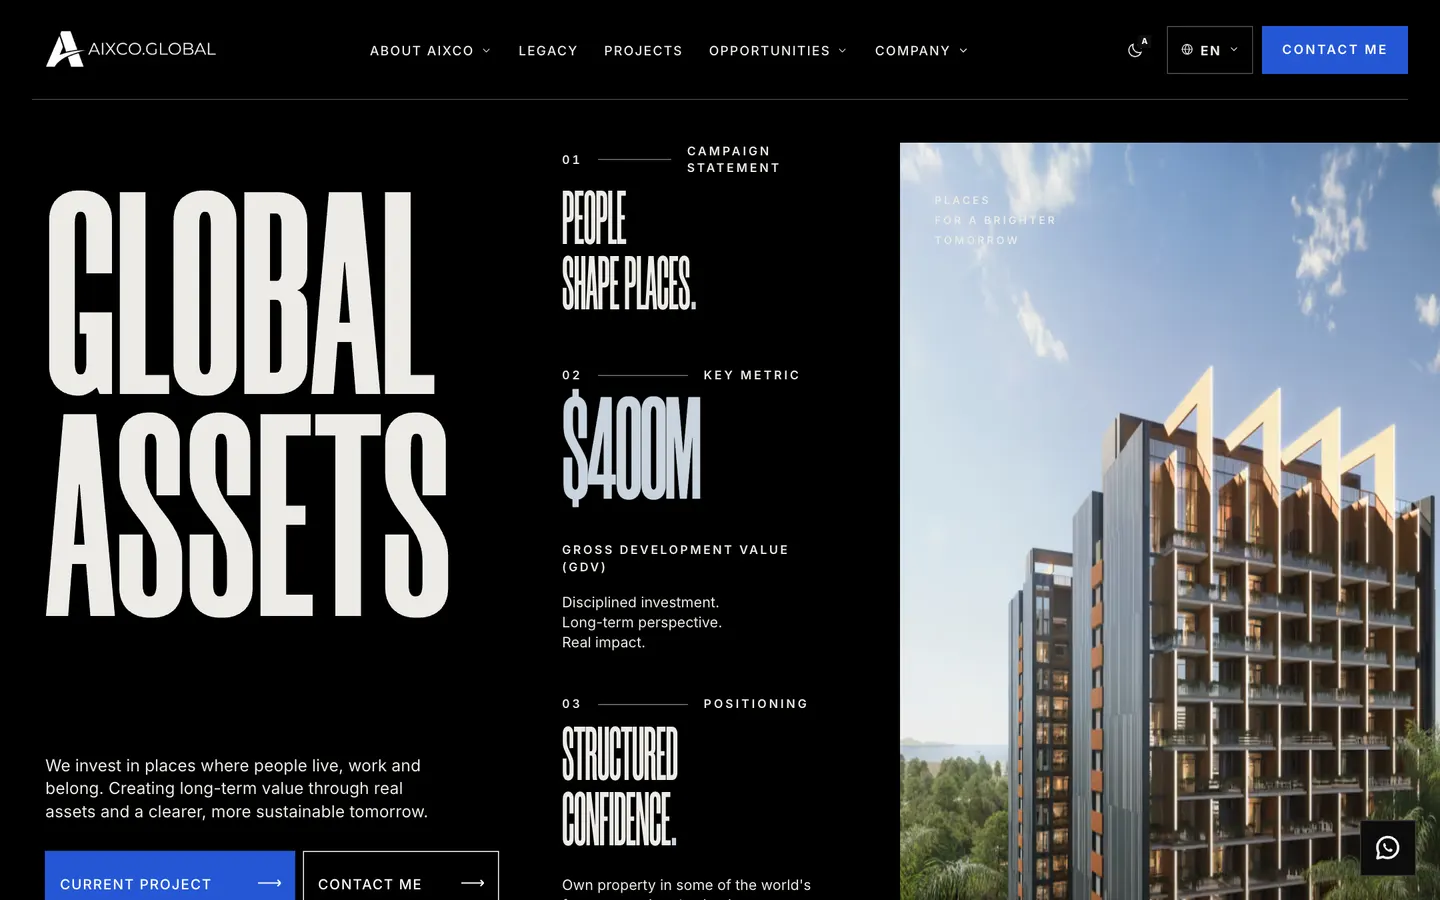 AIXCO.GLOBAL
ABOUT AIXCO
LEGACY
PROJECTS
OPPORTUNITIES
COMPANY
A
EN
CONTACT ME
GLOBAL
ASSETS
We invest in places where people live, work and
belong. Creating long-term value through real
assets and a clearer, more sustainable tomorrow.
CURRENT PROJECT
CONTACT ME
01
CAMPAIGN
STATEMENT
PEOPLE
SHAPE PLACES.
02
KEY METRIC
$400M
GROSS DEVELOPMENT VALUE
(GDV)
Disciplined investment.
Long-term perspective.
Real impact.
03
POSITIONING
STRUCTURED
CONFIDENCE.
Own property in some of the world's
PLACES
FOR A BRIGHTER
TOMORROW